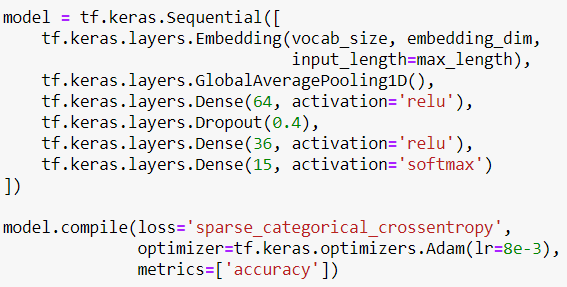 model = tf.keras.Sequential([
    tf.keras.layers.Embedding(vocab_size, embedding_dim,
                              input_length=max_length),
    tf.keras.layers.GlobalAveragePooling1D(),
    tf.keras.layers.Dense(64, activation='relu'),
    tf.keras.layers.Dropout(0.4),
    tf.keras.layers.Dense(36, activation='relu'),
    tf.keras.layers.Dense(15, activation='softmax')
])

model.compile(loss='sparse_categorical_crossentropy',
              optimizer=tf.keras.optimizers.Adam(lr=8e-3),
              metrics=['accuracy'])